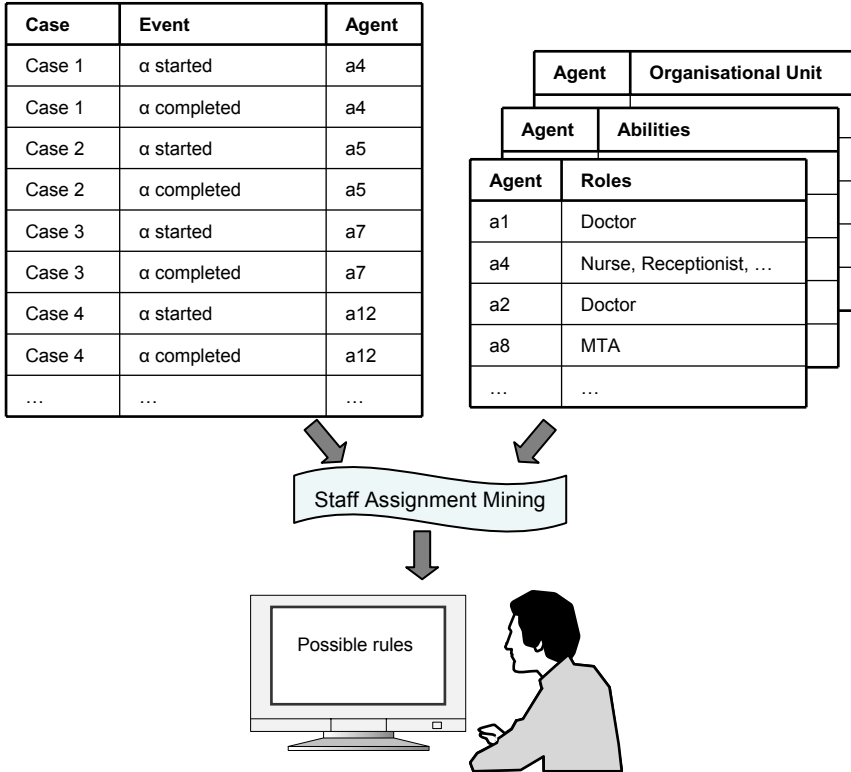 Case Event Agent
Case 1 α started a4
Case 1 α completed a4
Case 2 α started a5
Case 2 α completed a5
Case 3 α started a7
Case 3 α completed a7
Case 4 α started a12
Case 4 α completed a12
… … …
Agent Organisational Unit
Agent Abilities
Agent Roles
a1 Doctor
a4 Nurse, Receptionist, …
a2 Doctor
a8 MTA
… …
Staff Assignment Mining
Possible rules